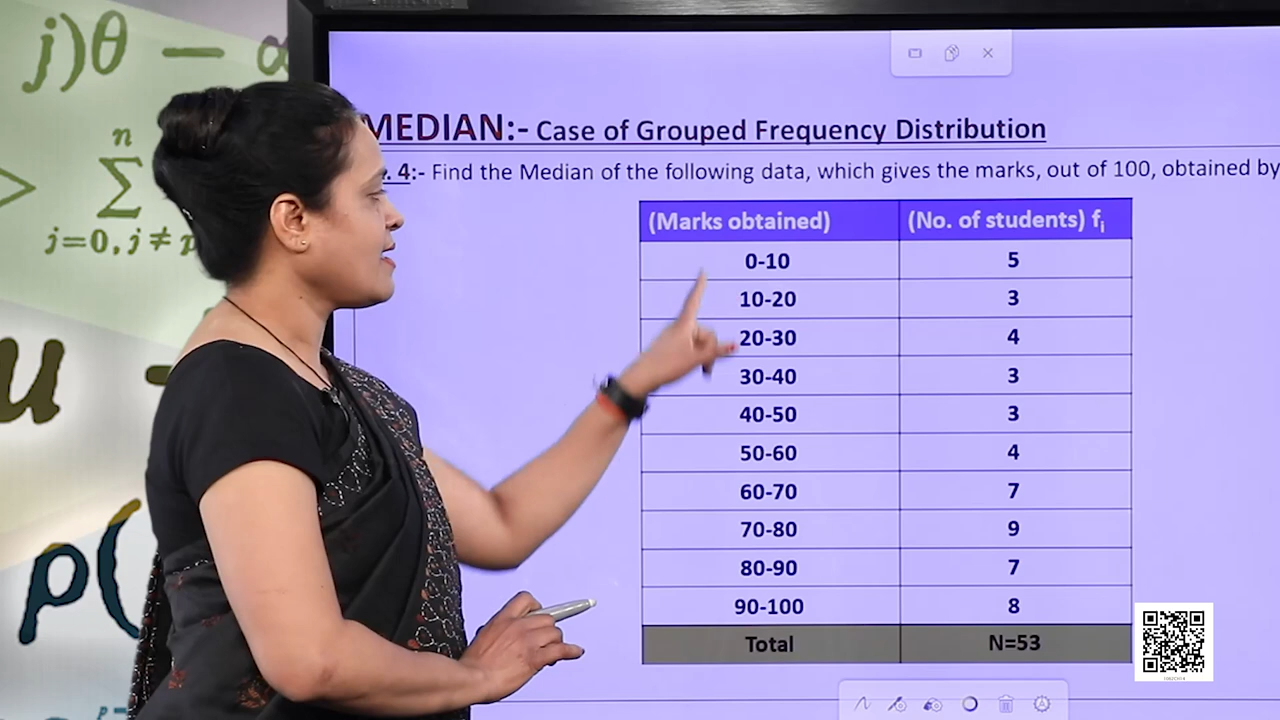 j)θ – α
MEDIAN:- Case of Grouped Frequency Distribution
4:- Find the Median of the following data, which gives the marks, out of 100, obtained by
> n
∑
j=0, j ≠ p
(Marks obtained) (No. of students) fᵢ
0-10 5
10-20 3
20-30 4
30-40 3
40-50 3
50-60 4
60-70 7
70-80 9
80-90 7
90-100 8
Total N=53
u -
p(